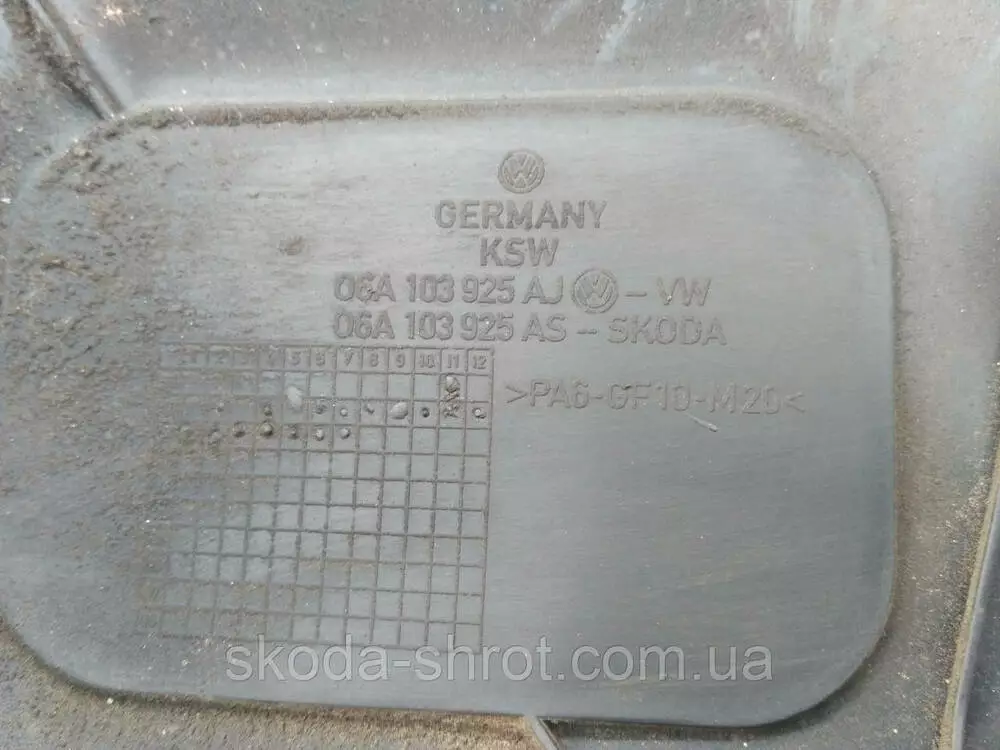 GERMANY
KSW
06A 103 925 AJ VW - VW
06A 103 925 AS - SKODA
1 2 3 4 5 6 7 8 9 10 11 12
>PA6-GF10-M20<
skoda-shrot.com.ua